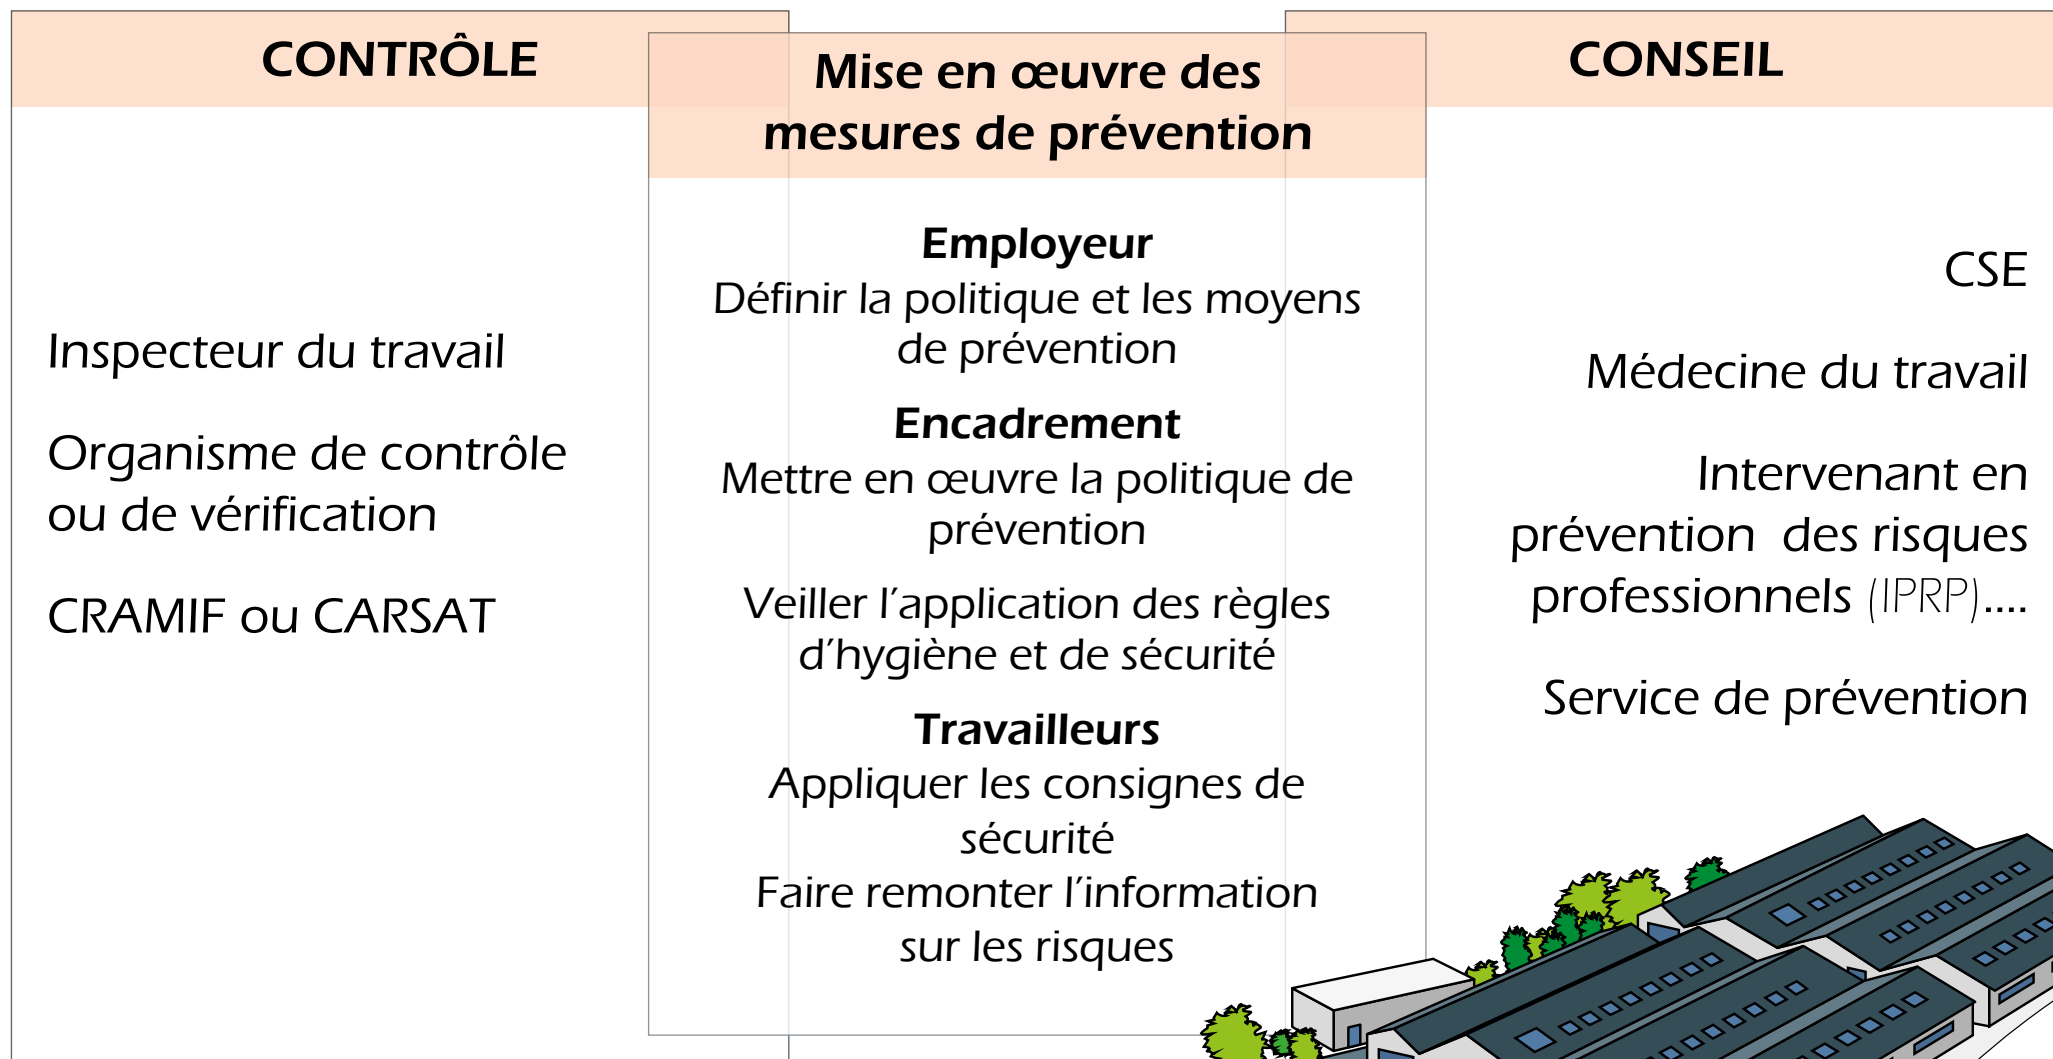 CONTRÔLE
Inspecteur du travail
Organisme de contrôle
ou de vérification
CRAMIF ou CARSAT
Mise en œuvre des
mesures de prévention
Employeur
Définir la politique et les moyens
de prévention
Encadrement
Mettre en œuvre la politique de
prévention
Veiller l’application des règles
d’hygiène et de sécurité
Travailleurs
Appliquer les consignes de
sécurité
Faire remonter l’information
sur les risques
CONSEIL
CSE
Médecine du travail
Intervenant en
prévention des risques
professionnels (IPRP)....
Service de prévention